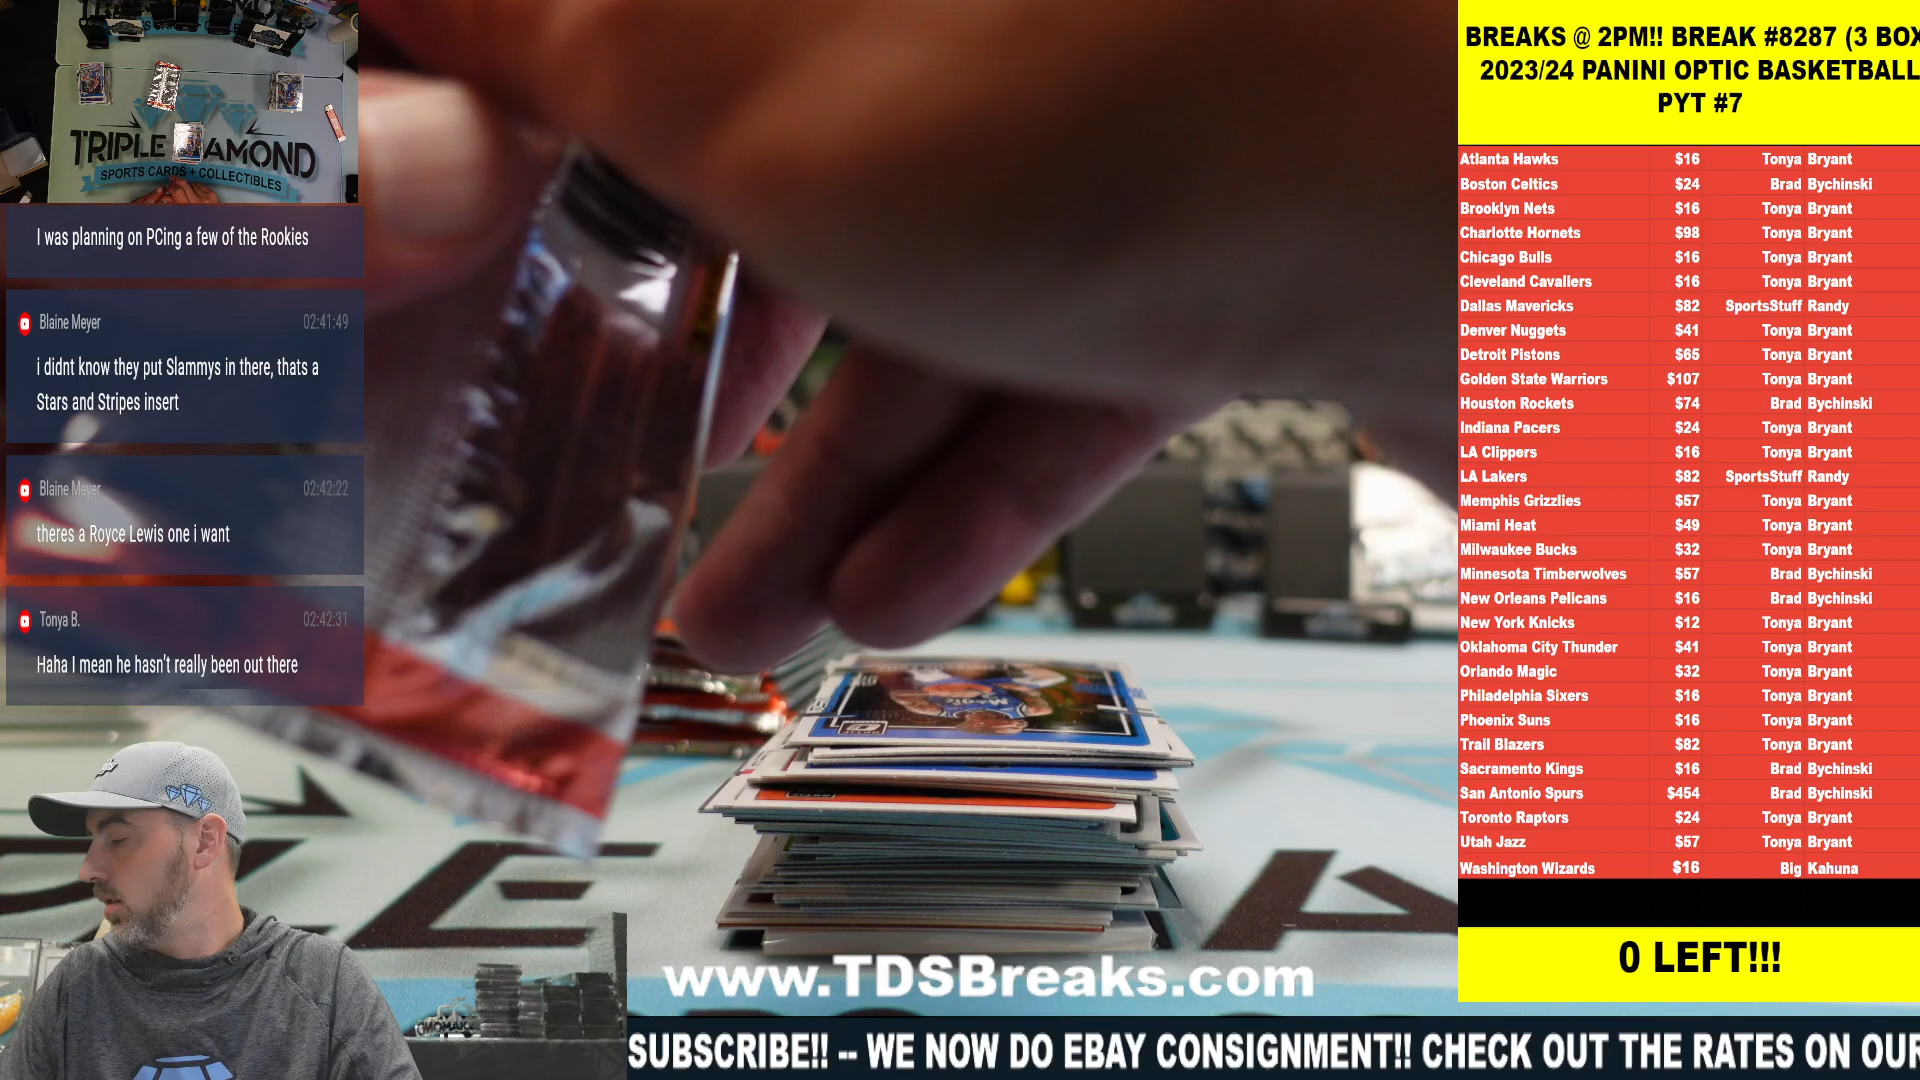 TRIPLE DIAMOND
SPORTS CARDS + COLLECTIBLES
I was planning on PCing a few of the Rookies
Blaine Meyer 02:41:49
i didnt know they put Slammys in there, thats a
Stars and Stripes insert
Blaine Meyer 02:42:22
theres a Royce Lewis one i want
Tonya B. 02:42:31
Haha I mean he hasn't really been out there
BREAKS @ 2PM!! BREAK #8287 (3 BOX
2023/24 PANINI OPTIC BASKETBALL
PYT #7
Atlanta Hawks $16 Tonya Bryant
Boston Celtics $24 Brad Bychinski
Brooklyn Nets $16 Tonya Bryant
Charlotte Hornets $98 Tonya Bryant
Chicago Bulls $16 Tonya Bryant
Cleveland Cavaliers $16 Tonya Bryant
Dallas Mavericks $82 SportsStuff Randy
Denver Nuggets $41 Tonya Bryant
Detroit Pistons $65 Tonya Bryant
Golden State Warriors $107 Tonya Bryant
Houston Rockets $74 Brad Bychinski
Indiana Pacers $24 Tonya Bryant
LA Clippers $16 Tonya Bryant
LA Lakers $82 SportsStuff Randy
Memphis Grizzlies $57 Tonya Bryant
Miami Heat $49 Tonya Bryant
Milwaukee Bucks $32 Tonya Bryant
Minnesota Timberwolves $57 Brad Bychinski
New Orleans Pelicans $16 Brad Bychinski
New York Knicks $12 Tonya Bryant
Oklahoma City Thunder $41 Tonya Bryant
Orlando Magic $32 Tonya Bryant
Philadelphia Sixers $16 Tonya Bryant
Phoenix Suns $16 Tonya Bryant
Trail Blazers $82 Tonya Bryant
Sacramento Kings $16 Brad Bychinski
San Antonio Spurs $454 Brad Bychinski
Toronto Raptors $24 Tonya Bryant
Utah Jazz $57 Tonya Bryant
Washington Wizards $16 Big Kahuna
0 LEFT!!!
www.TDSBreaks.com
SUBSCRIBE!! -- WE NOW DO EBAY CONSIGNMENT!! CHECK OUT THE RATES ON OUR